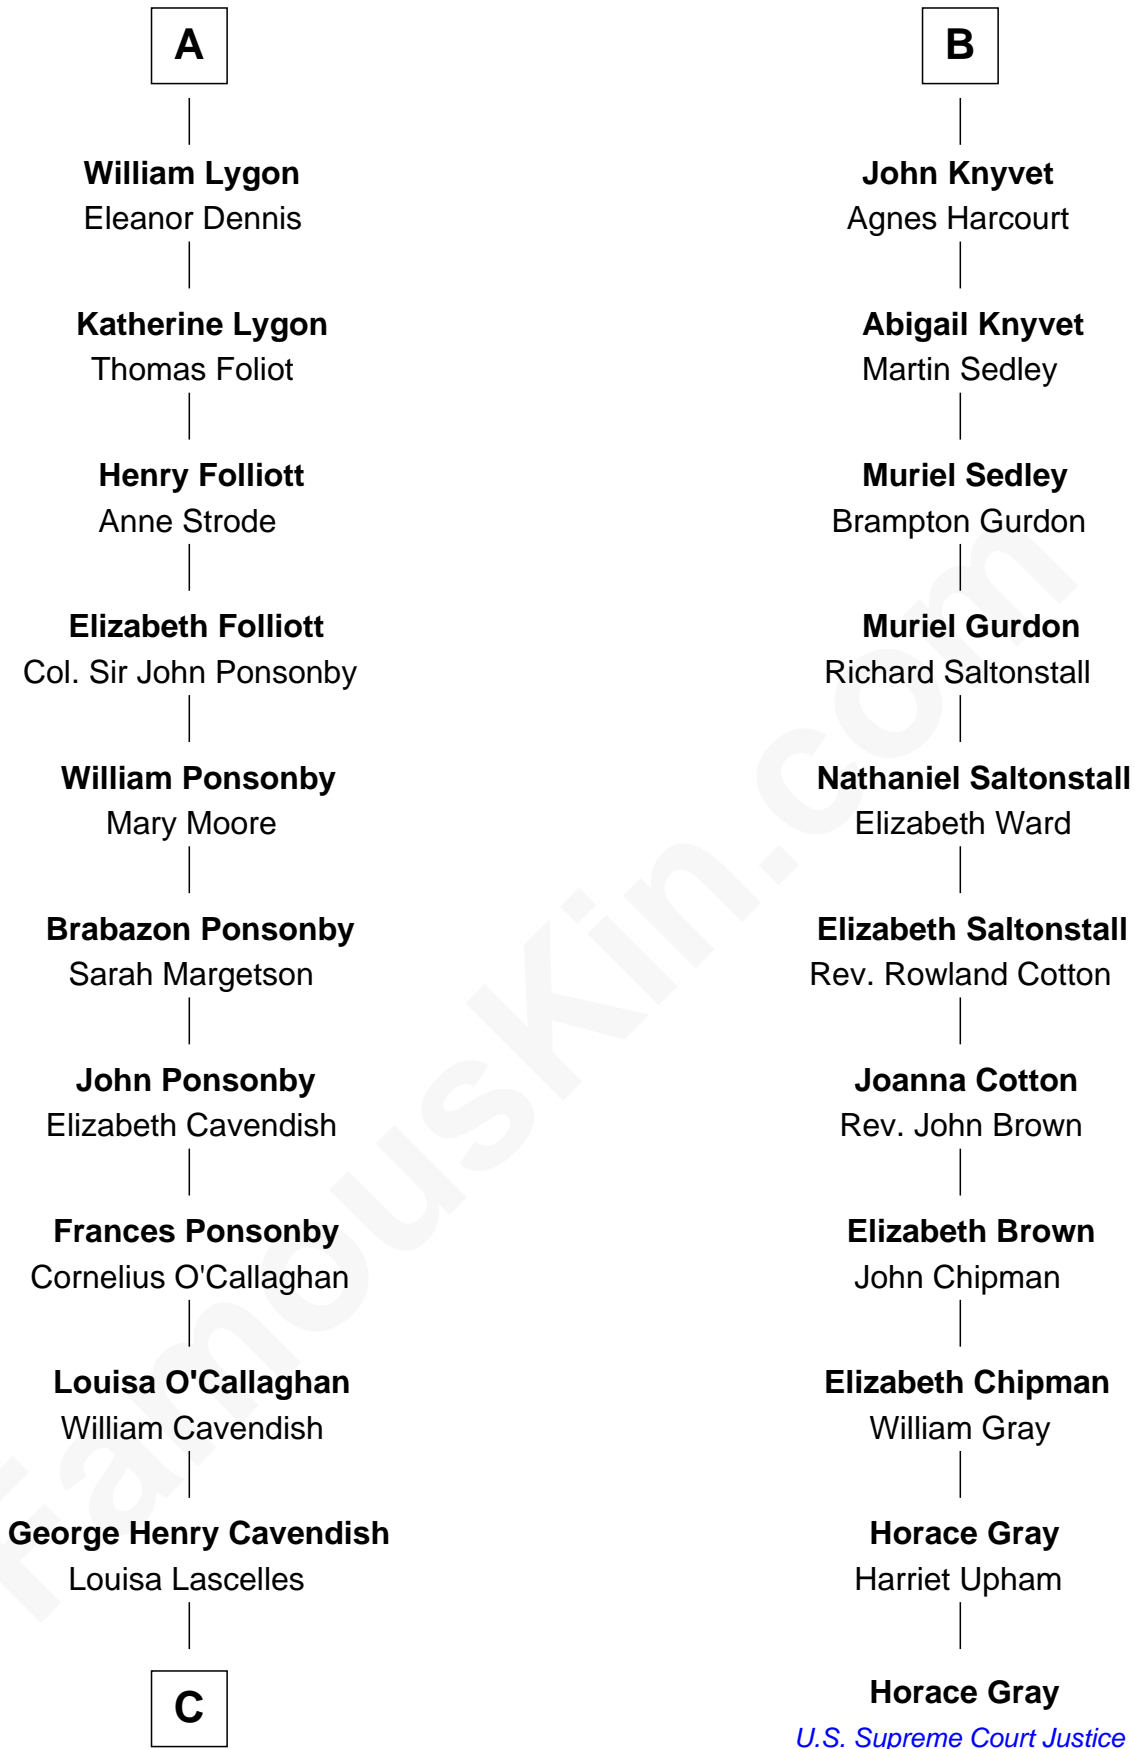 A
William Lygon
Eleanor Dennis
Katherine Lygon
Thomas Foliot
Henry Folliott
Anne Strode
Elizabeth Folliott
Col. Sir John Ponsonby
William Ponsonby
Mary Moore
Brabazon Ponsonby
Sarah Margetson
John Ponsonby
Elizabeth Cavendish
Frances Ponsonby
Cornelius O'Callaghan
Louisa O'Callaghan
William Cavendish
George Henry Cavendish
Louisa Lascelles
C
B
John Knyvet
Agnes Harcourt
Abigail Knyvet
Martin Sedley
Muriel Sedley
Brampton Gurdon
Muriel Gurdon
Richard Saltonstall
Nathaniel Saltonstall
Elizabeth Ward
Elizabeth Saltonstall
Rev. Rowland Cotton
Joanna Cotton
Rev. John Brown
Elizabeth Brown
John Chipman
Elizabeth Chipman
William Gray
Horace Gray
Harriet Upham
Horace Gray
U.S. Supreme Court Justice
FamousKin.com